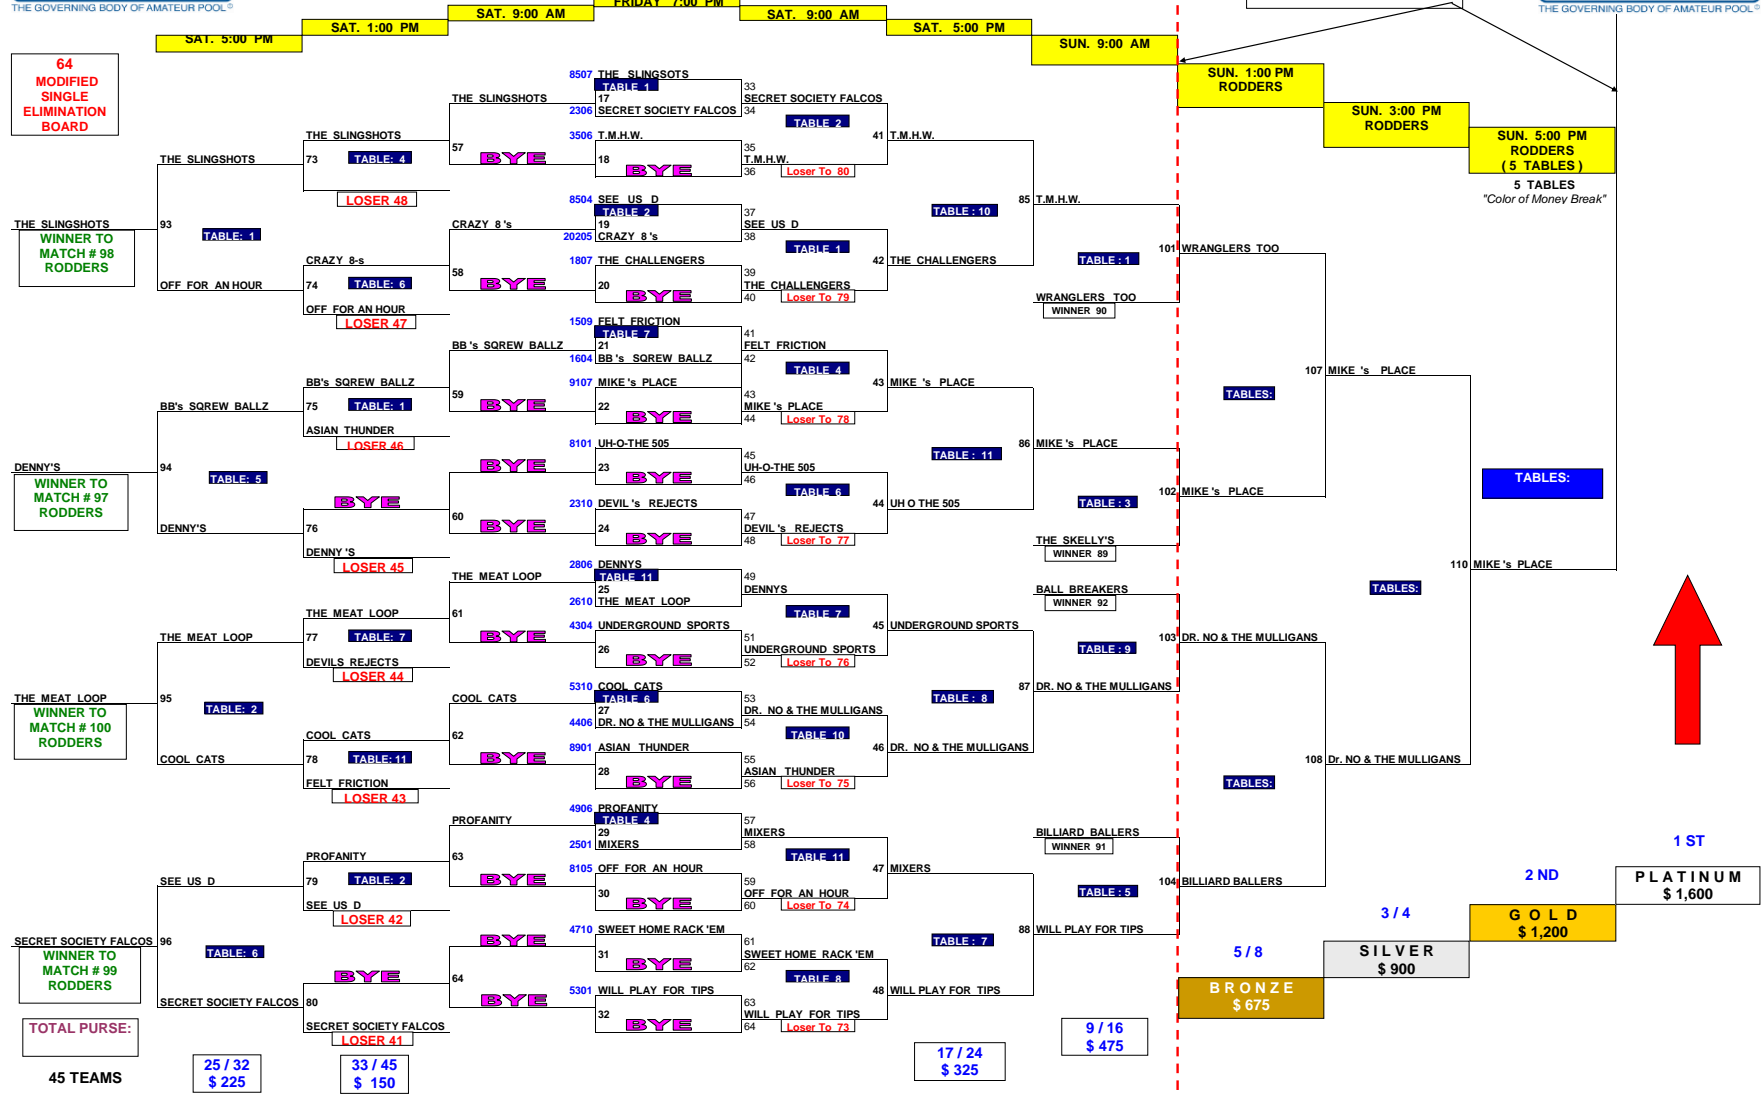 THE GOVERNING BODY OF AMATEUR POOL©
THE GOVERNING BODY OF AMATEUR POOL©
SAT. 5:00 PM
SAT. 1:00 PM
SAT. 9:00 AM
FRIDAY 7:00 PM
SAT. 9:00 AM
SAT. 5:00 PM
SUN. 9:00 AM
SUN. 1:00 PM
RODDERS
SUN. 3:00 PM
RODDERS
SUN. 5:00 PM
RODDERS
( 5 TABLES )
5 TABLES
"Color of Money Break"
64
MODIFIED
SINGLE
ELIMINATION
BOARD
THE SLINGSHOTS
93
TABLE: 1
WINNER TO
MATCH # 98
RODDERS
DENNY'S
94
TABLE: 5
WINNER TO
MATCH # 97
RODDERS
THE MEAT LOOP
95
TABLE: 2
WINNER TO
MATCH # 100
RODDERS
SECRET SOCIETY FALCOS
96
TABLE: 6
WINNER TO
MATCH # 99
RODDERS
TOTAL PURSE:
45 TEAMS
THE SLINGSHOTS
73
TABLE: 4
OFF FOR AN HOUR
74
TABLE: 6
BB's SQREW BALLZ
75
TABLE: 1
DENNY'S
76
THE MEAT LOOP
77
TABLE: 7
COOL CATS
78
TABLE: 11
SEE US D
79
TABLE: 2
SECRET SOCIETY FALCOS
80
25 / 32
$ 225
THE SLINGSHOTS
57
LOSER 48
CRAZY 8-s
58
OFF FOR AN HOUR
LOSER 47
BB's SQREW BALLZ
59
ASIAN THUNDER
LOSER 46
BYE
60
DENNY 'S
LOSER 45
THE MEAT LOOP
61
DEVILS REJECTS
LOSER 44
COOL CATS
62
FELT FRICTION
LOSER 43
PROFANITY
63
SEE US D
LOSER 42
BYE
64
SECRET SOCIETY FALCOS
LOSER 41
33 / 45
$ 150
THE SLINGSHOTS
BYE
CRAZY 8 's
BYE
BB 's SQREW BALLZ
BYE
BYE
BYE
THE MEAT LOOP
BYE
COOL CATS
BYE
PROFANITY
BYE
BYE
BYE
8507 THE SLINGSOTS
TABLE 1
17
2306 SECRET SOCIETY FALCOS
3506 T.M.H.W.
18
BYE
8504 SEE US D
TABLE 2
19
20205 CRAZY 8 's
1807 THE CHALLENGERS
20
BYE
1509 FELT FRICTION
TABLE 7
21
1604 BB 's SQREW BALLZ
9107 MIKE 's PLACE
22
BYE
8101 UH-O-THE 505
23
BYE
2310 DEVIL 's REJECTS
24
BYE
2806 DENNYS
TABLE 11
25
2610 THE MEAT LOOP
4304 UNDERGROUND SPORTS
26
BYE
5310 COOL CATS
TABLE 6
27
4406 DR. NO & THE MULLIGANS
8901 ASIAN THUNDER
28
BYE
4906 PROFANITY
TABLE 4
29
2501 MIXERS
8105 OFF FOR AN HOUR
30
BYE
4710 SWEET HOME RACK 'EM
31
BYE
5301 WILL PLAY FOR TIPS
32
BYE
33
SECRET SOCIETY FALCOS
34
TABLE 2
35
T.M.H.W.
36
Loser To 80
37
SEE US D
38
TABLE 1
39
THE CHALLENGERS
40
Loser To 79
41
FELT FRICTION
42
TABLE 4
43
MIKE 's PLACE
44
Loser To 78
45
UH-O-THE 505
46
TABLE 6
47
DEVIL 's REJECTS
48
Loser To 77
49
DENNYS
TABLE 7
51
UNDERGROUND SPORTS
52
Loser To 76
53
DR. NO & THE MULLIGANS
54
TABLE 10
55
ASIAN THUNDER
56
Loser To 75
57
MIXERS
58
TABLE 11
59
OFF FOR AN HOUR
60
Loser To 74
61
SWEET HOME RACK 'EM
62
TABLE 8
63
WILL PLAY FOR TIPS
64
Loser To 73
41 T.M.H.W.
TABLE : 10
42 THE CHALLENGERS
43 MIKE 's PLACE
TABLE : 11
44 UH O THE 505
45 UNDERGROUND SPORTS
TABLE : 8
46 DR. NO & THE MULLIGANS
47 MIXERS
TABLE : 7
48 WILL PLAY FOR TIPS
17 / 24
$ 325
85 T.M.H.W.
TABLE : 1
WRANGLERS TOO
WINNER 90
86 MIKE 's PLACE
TABLE : 3
THE SKELLY'S
WINNER 89
BALL BREAKERS
WINNER 92
TABLE : 9
87 DR. NO & THE MULLIGANS
BILLIARD BALLERS
WINNER 91
TABLE : 5
88 WILL PLAY FOR TIPS
9 / 16
$ 475
101 WRANGLERS TOO
TABLES:
102 MIKE 's PLACE
103 DR. NO & THE MULLIGANS
TABLES:
104 BILLIARD BALLERS
5 / 8
BRONZE
$ 675
107 MIKE 's PLACE
TABLES:
108 Dr. NO & THE MULLIGANS
3 / 4
SILVER
$ 900
TABLES:
110 MIKE 's PLACE
2 ND
GOLD
$ 1,200
1 ST
PLATINUM
$ 1,600